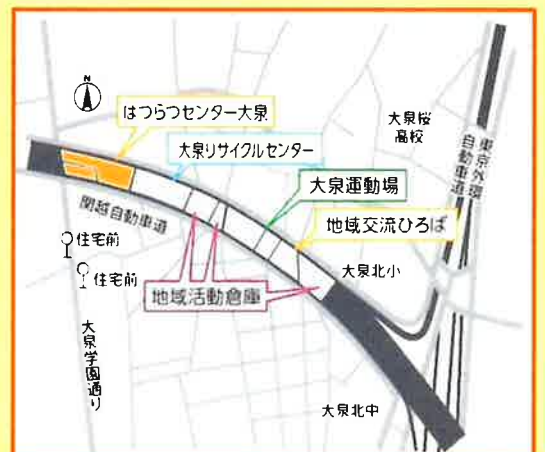 N
はつらつセンター大泉
大泉リサイクルセンター
大泉桜
高校
東京外環
自動車道
大泉運動場
関越自動車道
地域交流ひろば
住宅前
大泉北小
住宅前
地域活動倉庫
大泉学園通り
大泉北中